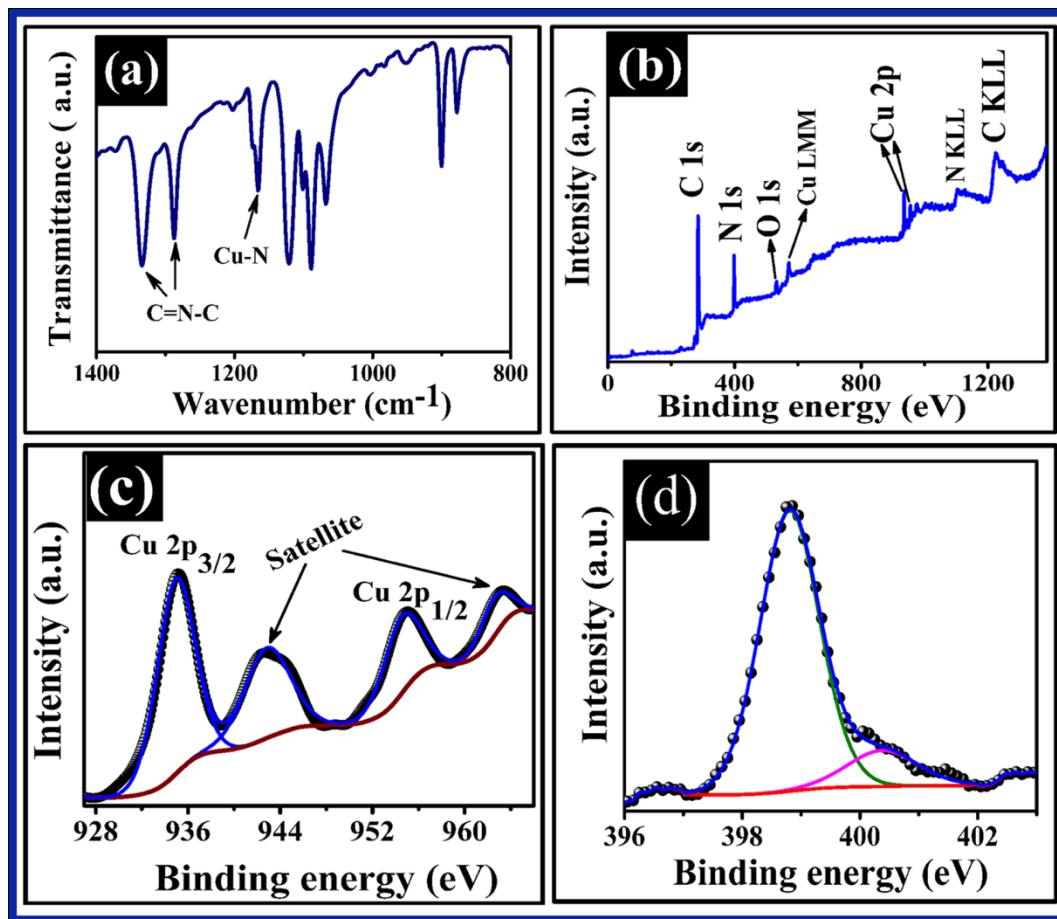 (a)
Transmittance ( a.u.)
Cu-N
C=N-C
1400 1200 1000 800
Wavenumber (cm-1)
(b)
Intensity (a.u.)
C 1s
N 1s
O 1s
Cu LMM
Cu 2p
N KLL
C KLL
0 400 800 1200
Binding energy (eV)
(c)
Intensity (a.u.)
Cu 2p3/2
Satellite
Cu 2p1/2
928 936 944 952 960
Binding energy (eV)
(d)
Intensity (a.u.)
396 398 400 402
Binding energy (eV)